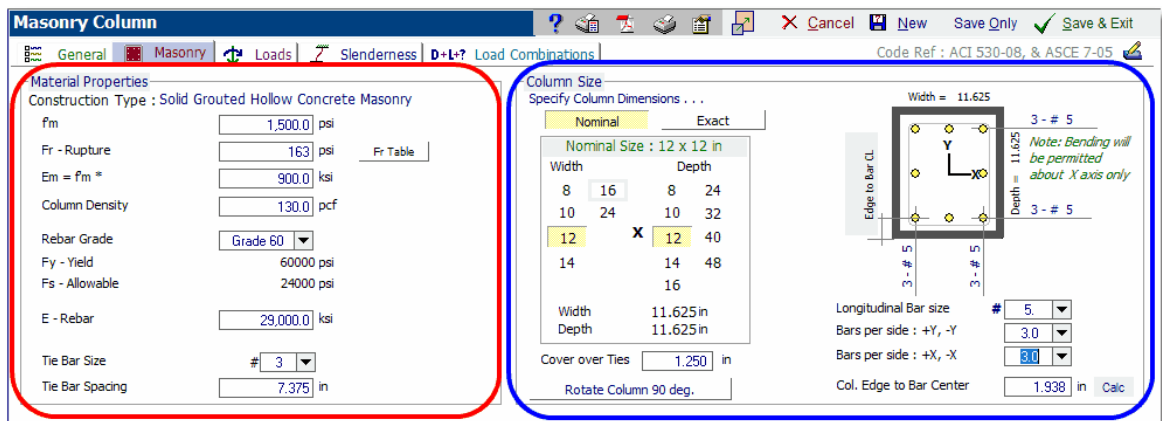 Masonry Column
? Cancel New Save Only Save & Exit
General Masonry Loads Slenderness D+L+? Load Combinations
Code Ref : ACI 530-08, & ASCE 7-05
Material Properties
Construction Type : Solid Grouted Hollow Concrete Masonry
f'm 1,500.0 psi
Fr - Rupture 163 psi Fr Table
Em = f'm * 900.0 ksi
Column Density 130.0 pcf
Rebar Grade Grade 60
Fy - Yield 60000 psi
Fs - Allowable 24000 psi
E - Rebar 29,000.0 ksi
Tie Bar Size # 3
Tie Bar Spacing 7.375 in
Column Size
Specify Column Dimensions . . .
Nominal Exact
Nominal Size : 12 x 12 in
Width Depth
8 16 8 24
10 24 10 32
12 X 12 40
14 14 48
16
Width 11.625 in
Depth 11.625 in
Cover over Ties 1.250 in
Rotate Column 90 deg.
Width = 11.625
3 - # 5
Edge to Bar CL
Y
X
Depth = 11.625
Note: Bending will
be permitted
about X axis only
3 - # 5
3 - # 5
3 - # 5
Longitudinal Bar size # 5.
Bars per side : +Y, -Y 3.0
Bars per side : +X, -X 3.0
Col. Edge to Bar Center 1.938 in Calc